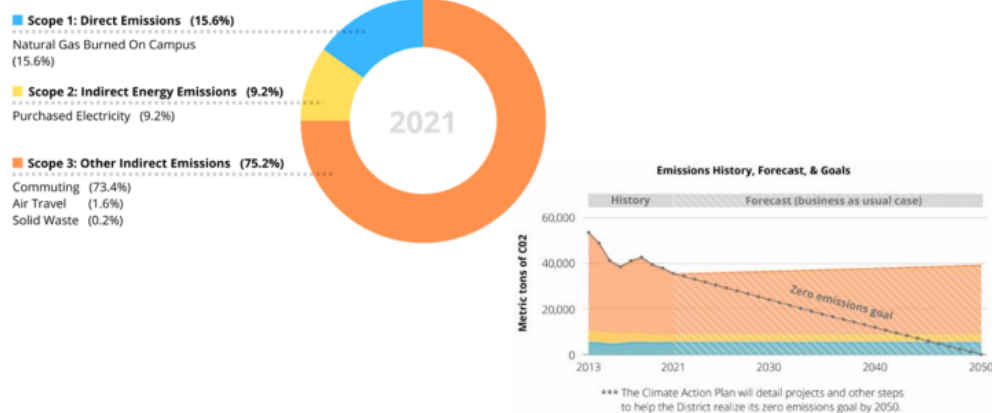 Scope 1: Direct Emissions (15.6%)
Natural Gas Burned On Campus
(15.6%)
Scope 2: Indirect Energy Emissions (9.2%)
Purchased Electricity (9.2%)
Scope 3: Other Indirect Emissions (75.2%)
Commuting (73.4%)
Air Travel (1.6%)
Solid Waste (0.2%)
2021
Emissions History, Forecast, & Goals
History Forecast (business as usual case)
Metric tons of C02
60,000
40,000
20,000
0
Zero emissions goal
2013 2021 2030 2040 2050
*** The Climate Action Plan will detail projects and other steps
to help the District realize its zero emissions goal by 2050.